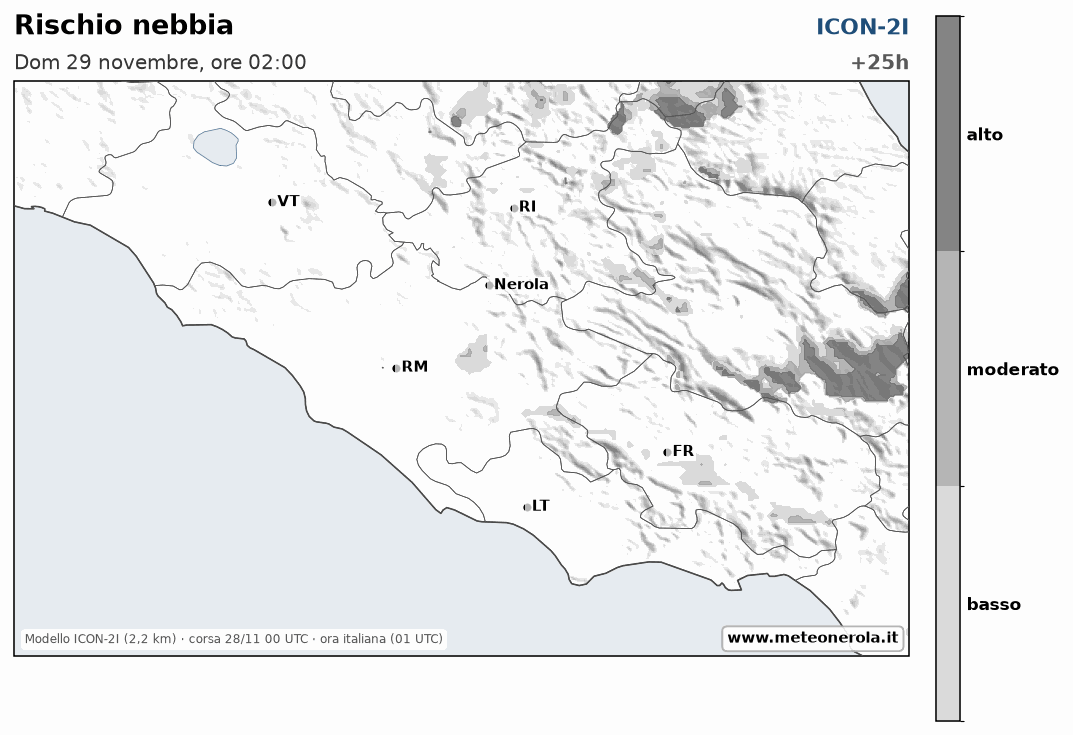 Rischio nebbia
ICON-2I
Dom 29 novembre, ore 02:00
+25h
alto
VT
RI
Nerola
RM
moderato
FR
LT
basso
Modello ICON-2I (2,2 km) · corsa 28/11 00 UTC · ora italiana (01 UTC)
www.meteonerola.it